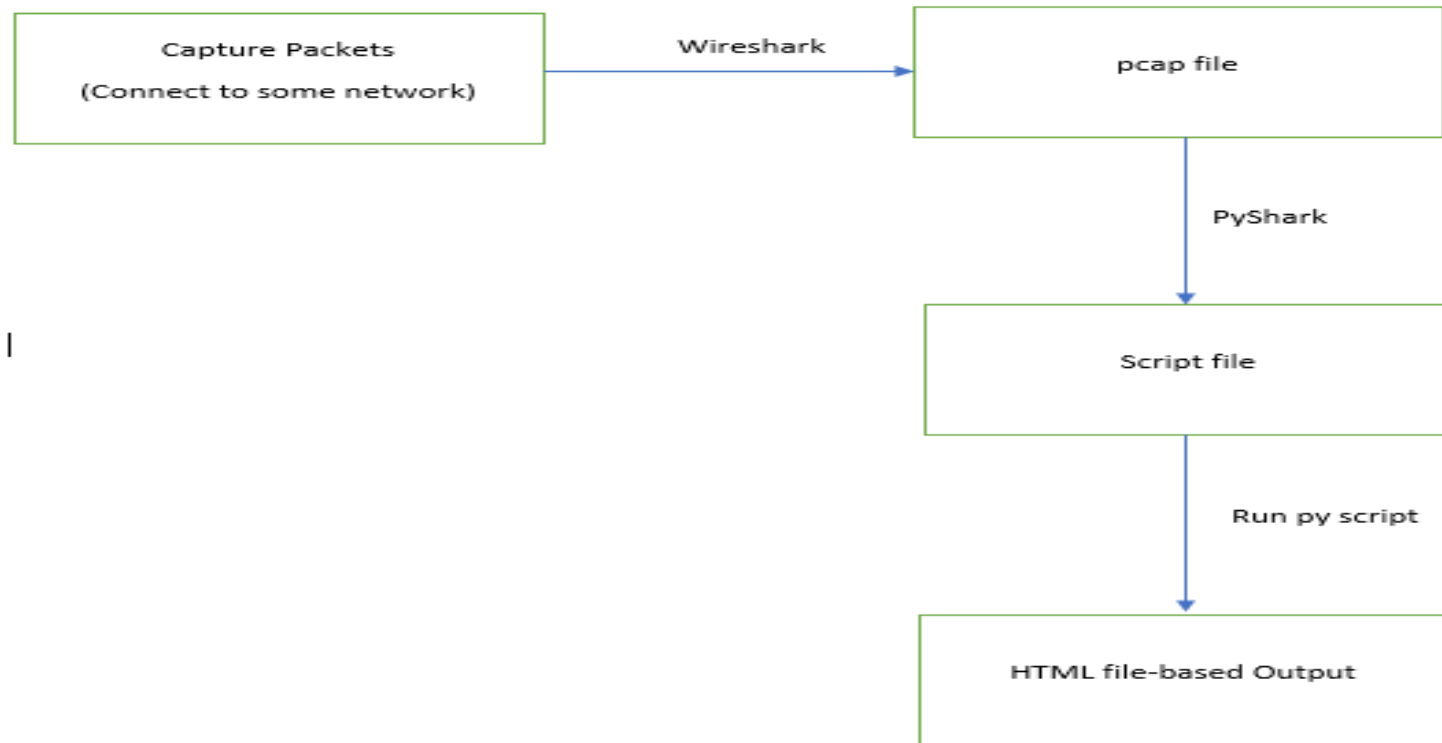 Capture Packets
(Connect to some network)
Wireshark
pcap file
PyShark
Script file
Run py script
HTML file-based Output